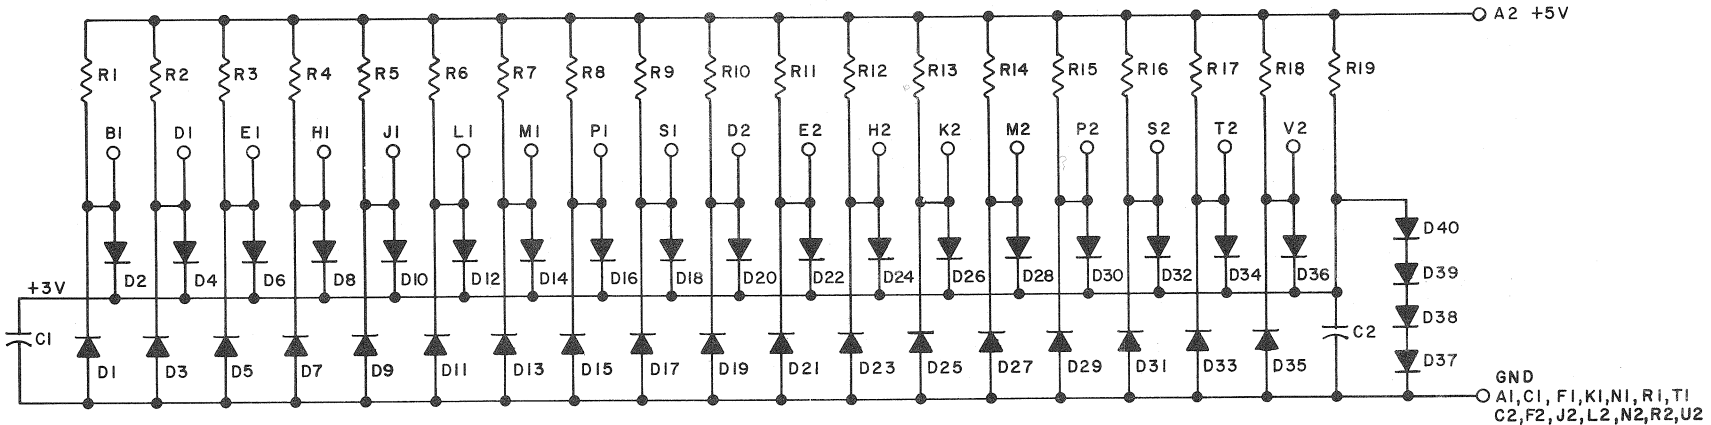 A2 +5V
R1 R2 R3 R4 R5 R6 R7 R8 R9 R10 R11 R12 R13 R14 R15 R16 R17 R18 R19
B1 D1 E1 H1 J1 L1 M1 P1 S1 D2 E2 H2 K2 M2 P2 S2 T2 V2
D40
D2 D4 D6 D8 D10 D12 D14 D16 D18 D20 D22 D24 D26 D28 D30 D32 D34 D36 D39
+3V
D38
C1 C2
D1 D3 D5 D7 D9 D11 D13 D15 D17 D19 D21 D23 D25 D27 D29 D31 D33 D35 D37
GND
A1,C1, F1,K1,N1,R1,T1
C2,F2,J2,L2,N2,R2,U2